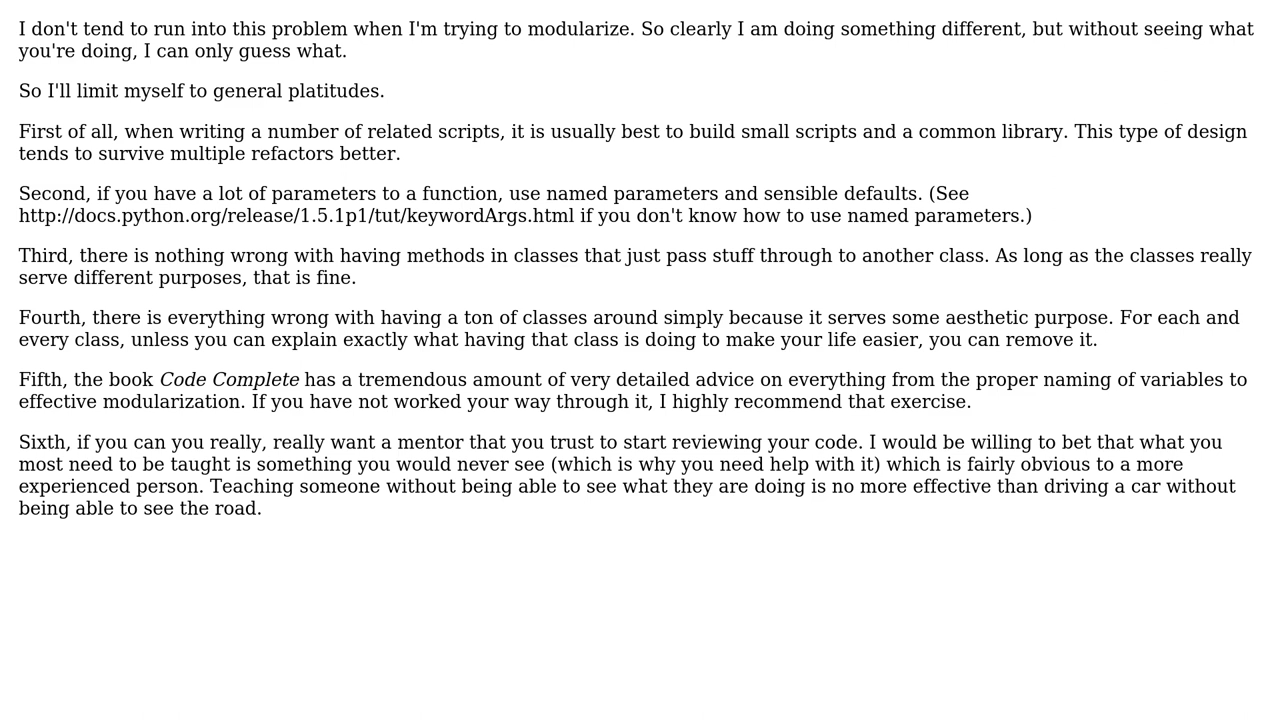 I don't tend to run into this problem when I'm trying to modularize. So clearly I am doing something different, but without seeing what
you're doing, I can only guess what.
So I'll limit myself to general platitudes.
First of all, when writing a number of related scripts, it is usually best to build small scripts and a common library. This type of design
tends to survive multiple refactors better.
Second, if you have a lot of parameters to a function, use named parameters and sensible defaults. (See
http://docs.python.org/release/1.5.1p1/tut/keywordArgs.html if you don't know how to use named parameters.)
Third, there is nothing wrong with having methods in classes that just pass stuff through to another class. As long as the classes really
serve different purposes, that is fine.
Fourth, there is everything wrong with having a ton of classes around simply because it serves some aesthetic purpose. For each and
every class, unless you can explain exactly what having that class is doing to make your life easier, you can remove it.
Fifth, the book Code Complete has a tremendous amount of very detailed advice on everything from the proper naming of variables to
effective modularization. If you have not worked your way through it, I highly recommend that exercise.
Sixth, if you can you really, really want a mentor that you trust to start reviewing your code. I would be willing to bet that what you
most need to be taught is something you would never see (which is why you need help with it) which is fairly obvious to a more
experienced person. Teaching someone without being able to see what they are doing is no more effective than driving a car without
being able to see the road.